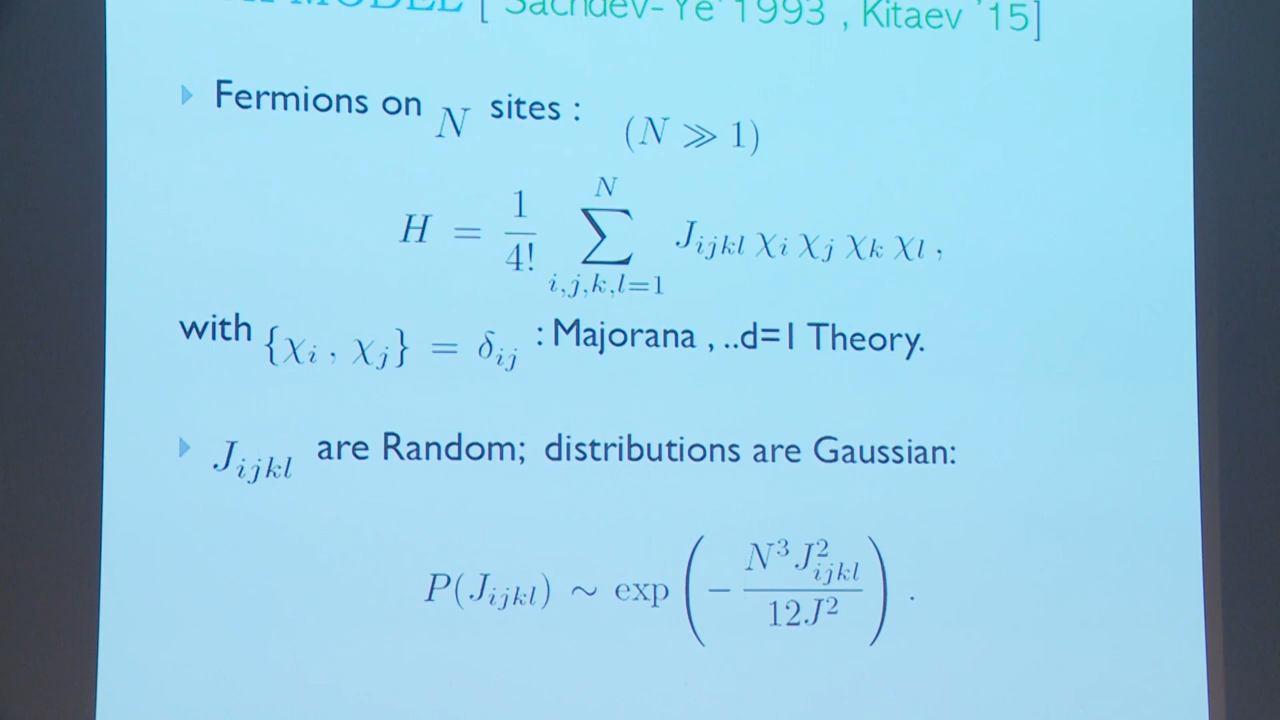 MODEL [ Sachdev-Ye 1993 , Kitaev '15]
Fermions on N sites : (N ≫ 1)
H = 1/4! ∑_{i,j,k,l=1}^{N} J_{ijkl} χ_i χ_j χ_k χ_l ,
with {χ_i , χ_j} = δ_{ij} : Majorana , ..d=1 Theory.
J_{ijkl} are Random; distributions are Gaussian:
P(J_{ijkl}) ∼ exp ( − N^3 J_{ijkl}^2 / 12J^2 ) .